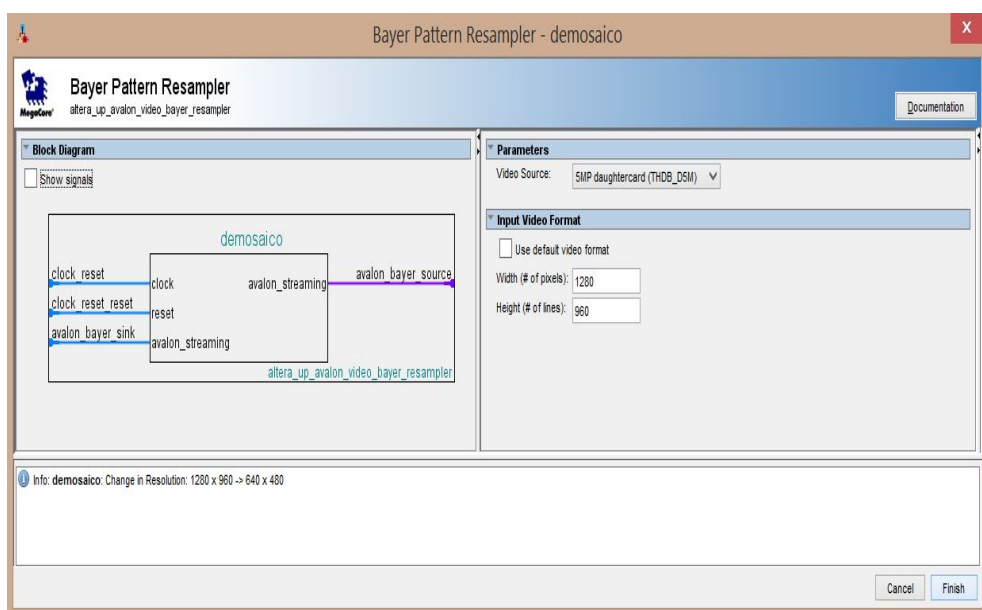 Bayer Pattern Resampler - demosaico
X
Bayer Pattern Resampler
altera_up_avalon_video_bayer_resampler
MegaCore'
Documentation
Block Diagram
Show signals
demosaico
clock_reset
clock
avalon_streaming
avalon_bayer_source
clock_reset_reset
reset
avalon_bayer_sink
avalon_streaming
altera_up_avalon_video_bayer_resampler
Parameters
Video Source: 5MP daughtercard (THDB_D5M)
Input Video Format
Use default video format
Width (# of pixels): 1280
Height (# of lines): 960
Info: demosaico: Change in Resolution: 1280 x 960 -> 640 x 480
Cancel
Finish